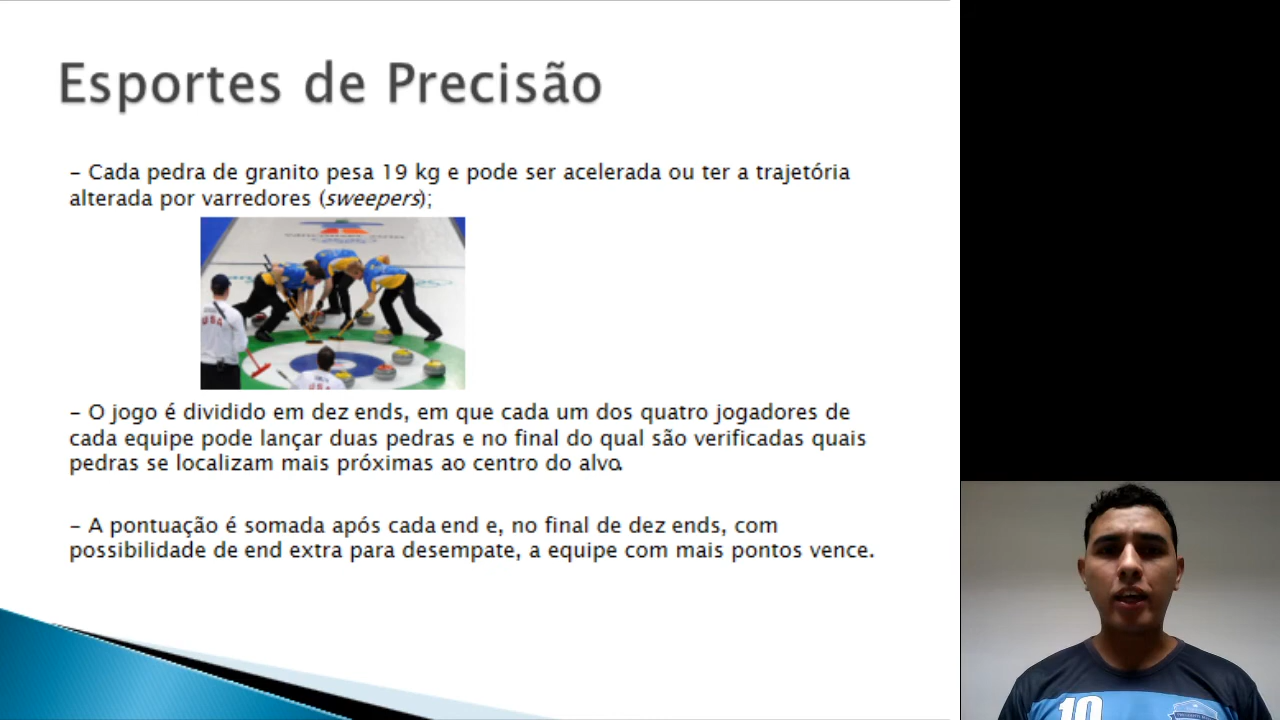 Esportes de Precisão
- Cada pedra de granito pesa 19 kg e pode ser acelerada ou ter a trajetória
alterada por varredores (sweepers);
USA
USA
- O jogo é dividido em dez ends, em que cada um dos quatro jogadores de
cada equipe pode lançar duas pedras e no final do qual são verificadas quais
pedras se localizam mais próximas ao centro do alvo.
- A pontuação é somada após cada end e, no final de dez ends, com
possibilidade de end extra para desempate, a equipe com mais pontos vence.
10